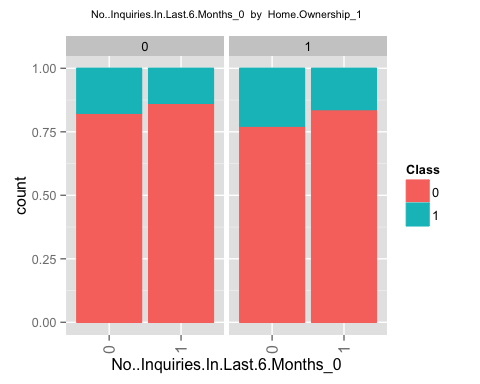 No..Inquiries.In.Last.6.Months_0 by Home.Ownership_1
0 1
1.00
0.75
0.50
0.25
0.00
count
0 1 0 1
No..Inquiries.In.Last.6.Months_0
Class
0
1